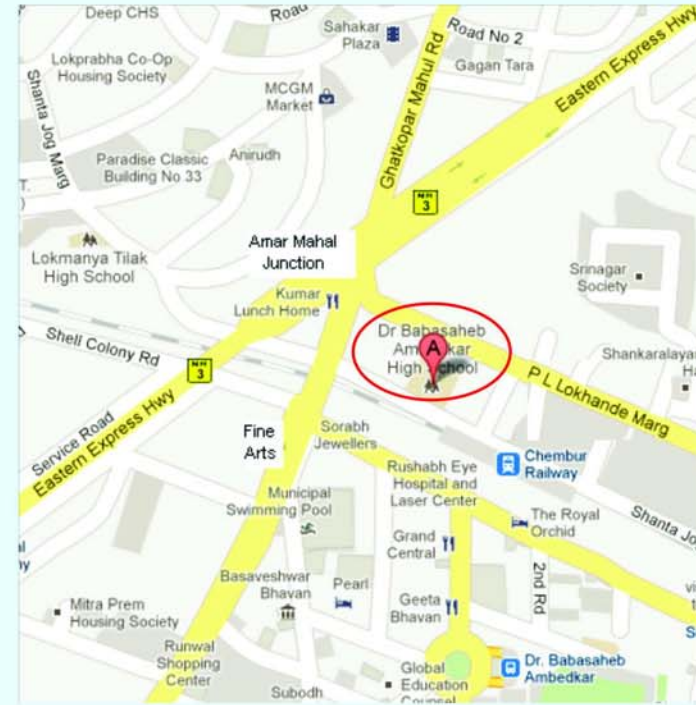 Deep CHS
Road
Sahakar
Plaza
Road No 2
Gagan Tara
Lokprabha Co-Op
Housing Society
Ghatkopar Mahul Rd
Eastern Express Hwy
Shanta Jog Marg
MCGM
Market
Paradise Classic
Building No 33
Anirudh
T.
)
NH
3
Amar Mahal
Junction
Lokmanya Tilak
High School
Srinagar
Society
Kumar
Lunch Home
Dr Babasaheb
Ambedkar
High School
A
Shell Colony Rd
Shankaralaya
Ha
P L Lokhande Marg
NH
3
Service Road
Eastern Express Hwy
Fine
Arts
Sorabh
Jewellers
Chembur
Railway
Rushabh Eye
Hospital and
Laser Center
Municipal
Swimming Pool
The Royal
Orchid
Shanta Jo
Grand
Central
2nd Rd
Basaveshwar
Bhavan
Pearl
Geeta
Bhavan
Mitra Prem
Housing Society
Runwal
Shopping
Center
Subodh
Global
Education
Counsel
Dr. Babasaheb
Ambedkar